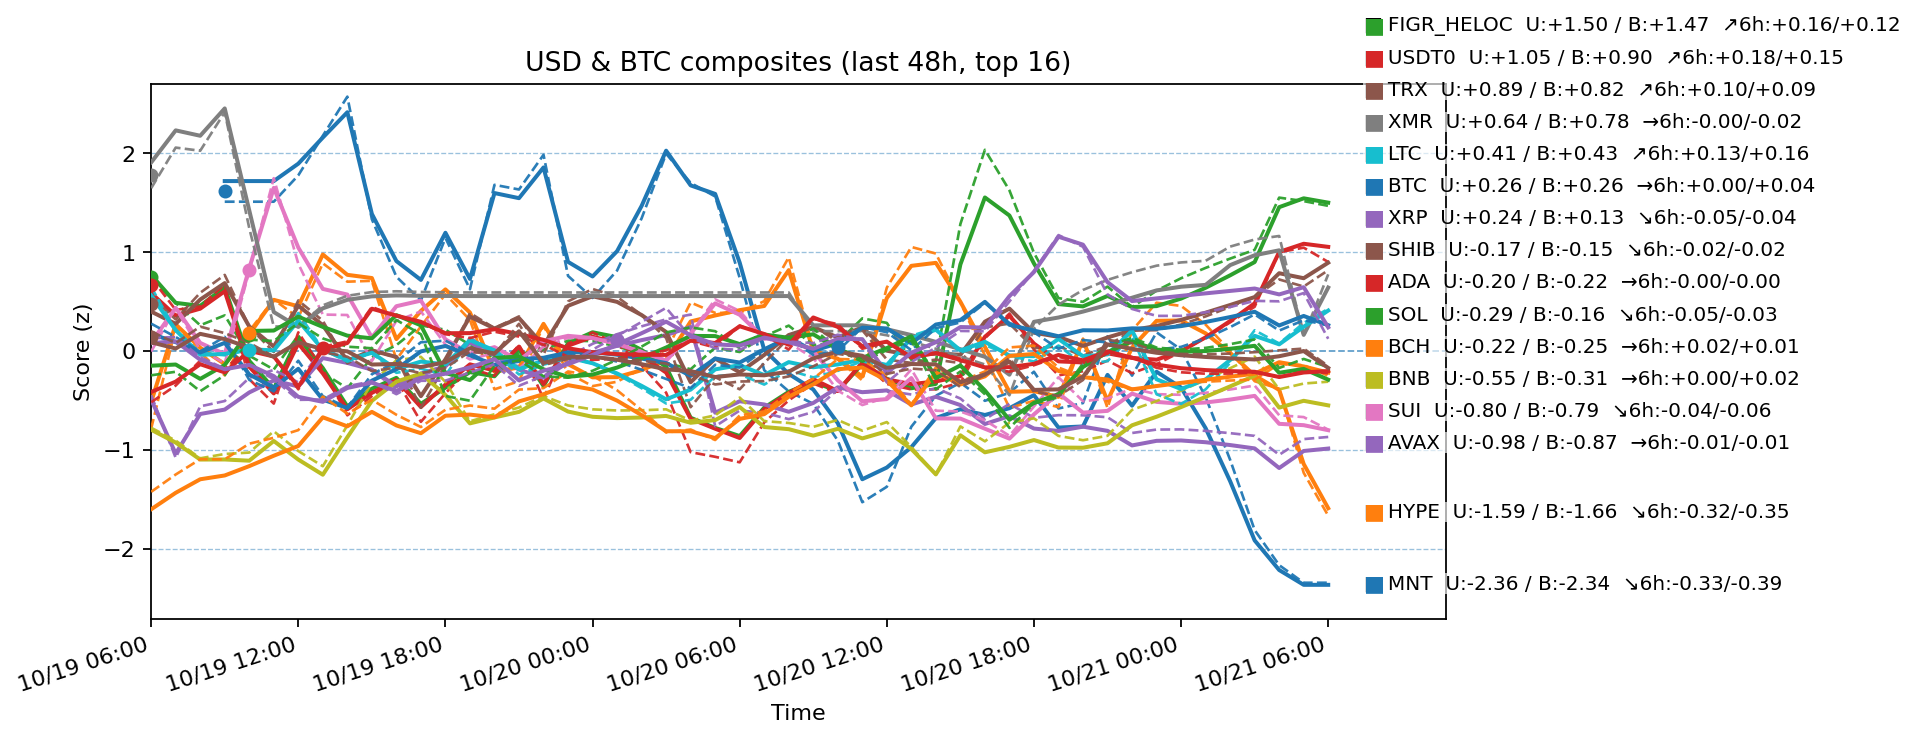 USD & BTC composites (last 48h, top 16)
FIGR_HELOC U:+1.50 / B:+1.47 ↗6h:+0.16/+0.12
USDT0 U:+1.05 / B:+0.90 ↗6h:+0.18/+0.15
TRX U:+0.89 / B:+0.82 ↗6h:+0.10/+0.09
XMR U:+0.64 / B:+0.78 →6h:-0.00/-0.02
LTC U:+0.41 / B:+0.43 ↗6h:+0.13/+0.16
BTC U:+0.26 / B:+0.26 →6h:+0.00/+0.04
XRP U:+0.24 / B:+0.13 ↘6h:-0.05/-0.04
SHIB U:-0.17 / B:-0.15 ↘6h:-0.02/-0.02
ADA U:-0.20 / B:-0.22 →6h:-0.00/-0.00
SOL U:-0.29 / B:-0.16 ↘6h:-0.05/-0.03
BCH U:-0.22 / B:-0.25 →6h:+0.02/+0.01
BNB U:-0.55 / B:-0.31 →6h:+0.00/+0.02
SUI U:-0.80 / B:-0.79 ↘6h:-0.04/-0.06
AVAX U:-0.98 / B:-0.87 →6h:-0.01/-0.01
HYPE U:-1.59 / B:-1.66 ↘6h:-0.32/-0.35
MNT U:-2.36 / B:-2.34 ↘6h:-0.33/-0.39
Score (z)
2
1
0
−1
−2
10/19 06:00
10/19 12:00
10/19 18:00
10/20 00:00
10/20 06:00
10/20 12:00
10/20 18:00
10/21 00:00
10/21 06:00
Time